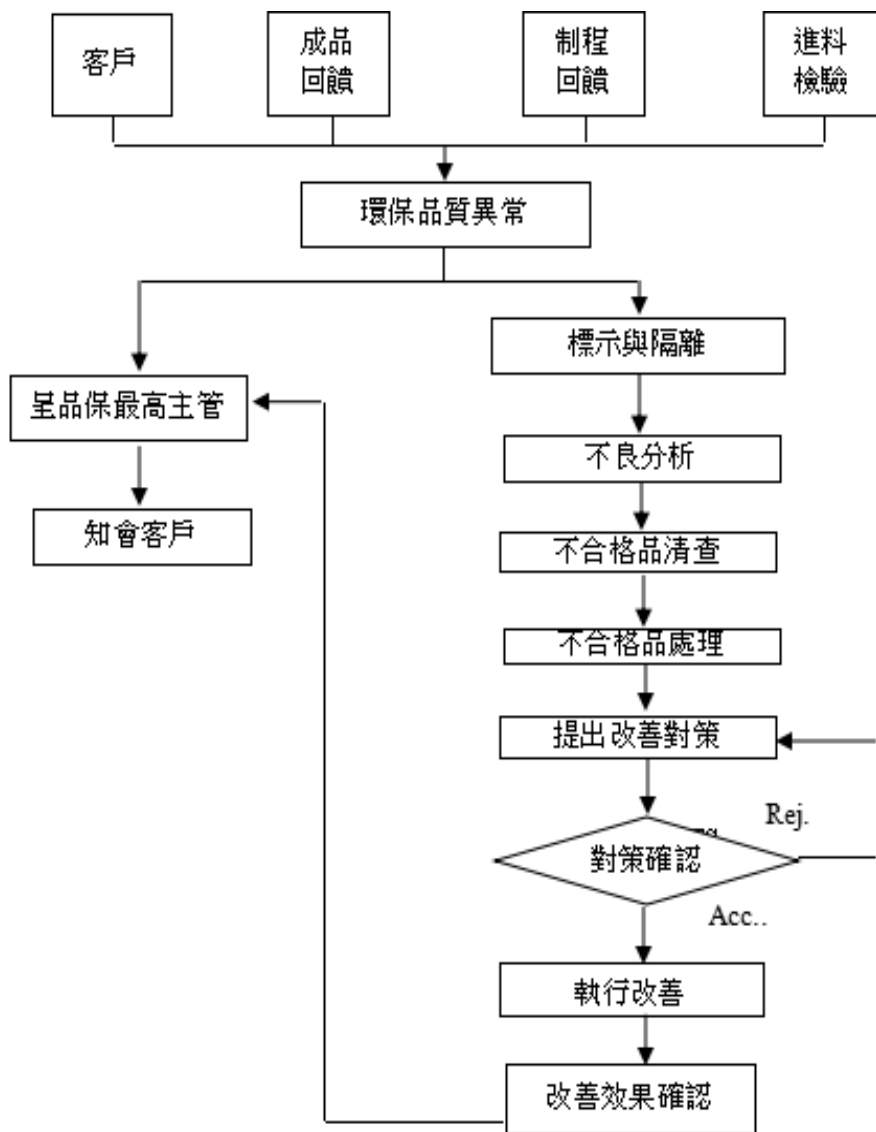 客戶
成品
回饋
制程
回饋
進料
檢驗
環保品質異常
標示與隔離
呈品保最高主管
不良分析
知會客戶
不合格品清查
不合格品處理
提出改善對策
Rej.
對策確認
Acc..
執行改善
改善效果確認